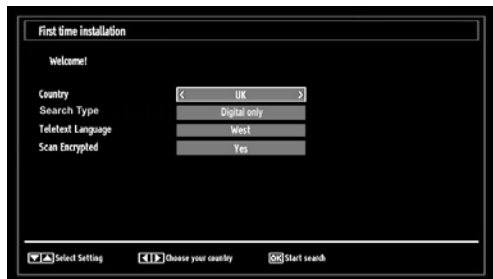 First time installation
Welcome!
Country < UK >
Search Type Digital only
Teletext Language West
Scan Encrypted Yes
Select Setting Choose your country OK Start search